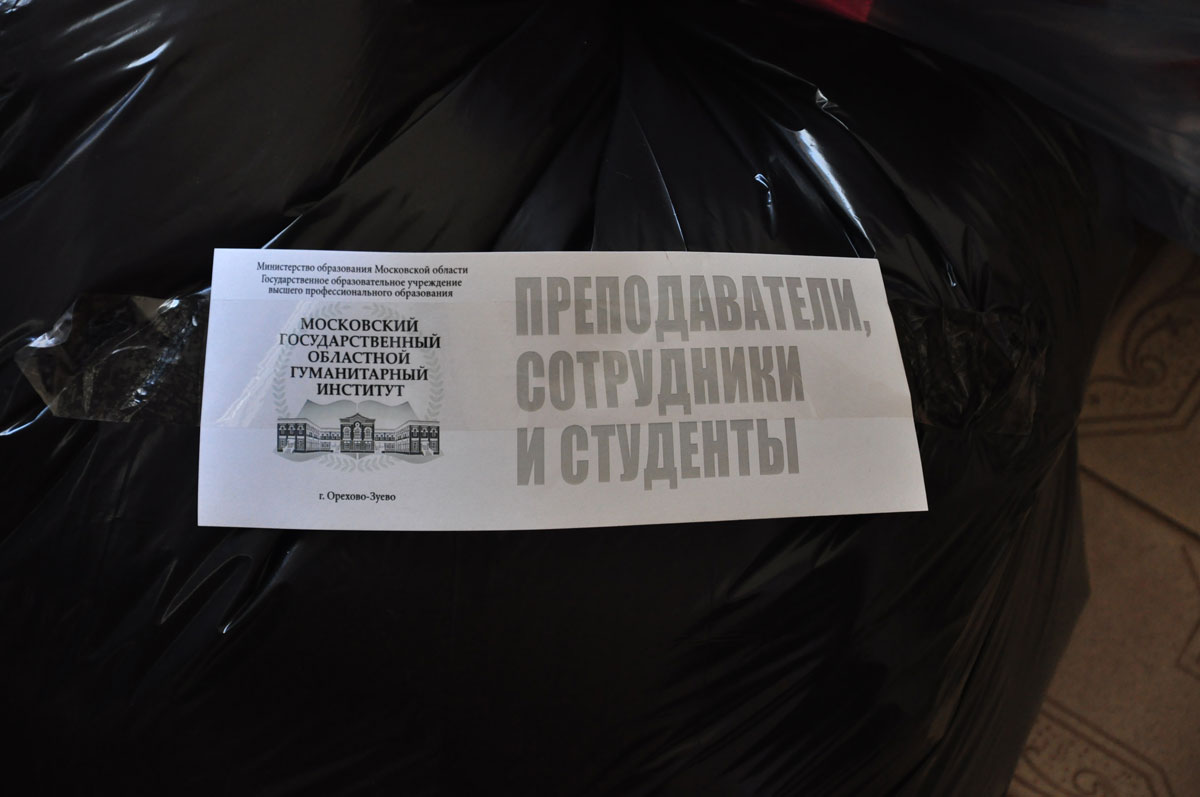 Министерство образования Московской области
Государственное образовательное учреждение
высшего профессионального образования
МОСКОВСКИЙ
ГОСУДАРСТВЕННЫЙ
ОБЛАСТНОЙ
ГУМАНИТАРНЫЙ
ИНСТИТУТ
г. Орехово-Зуево
ПРЕПОДАВАТЕЛИ,
СОТРУДНИКИ
И СТУДЕНТЫ